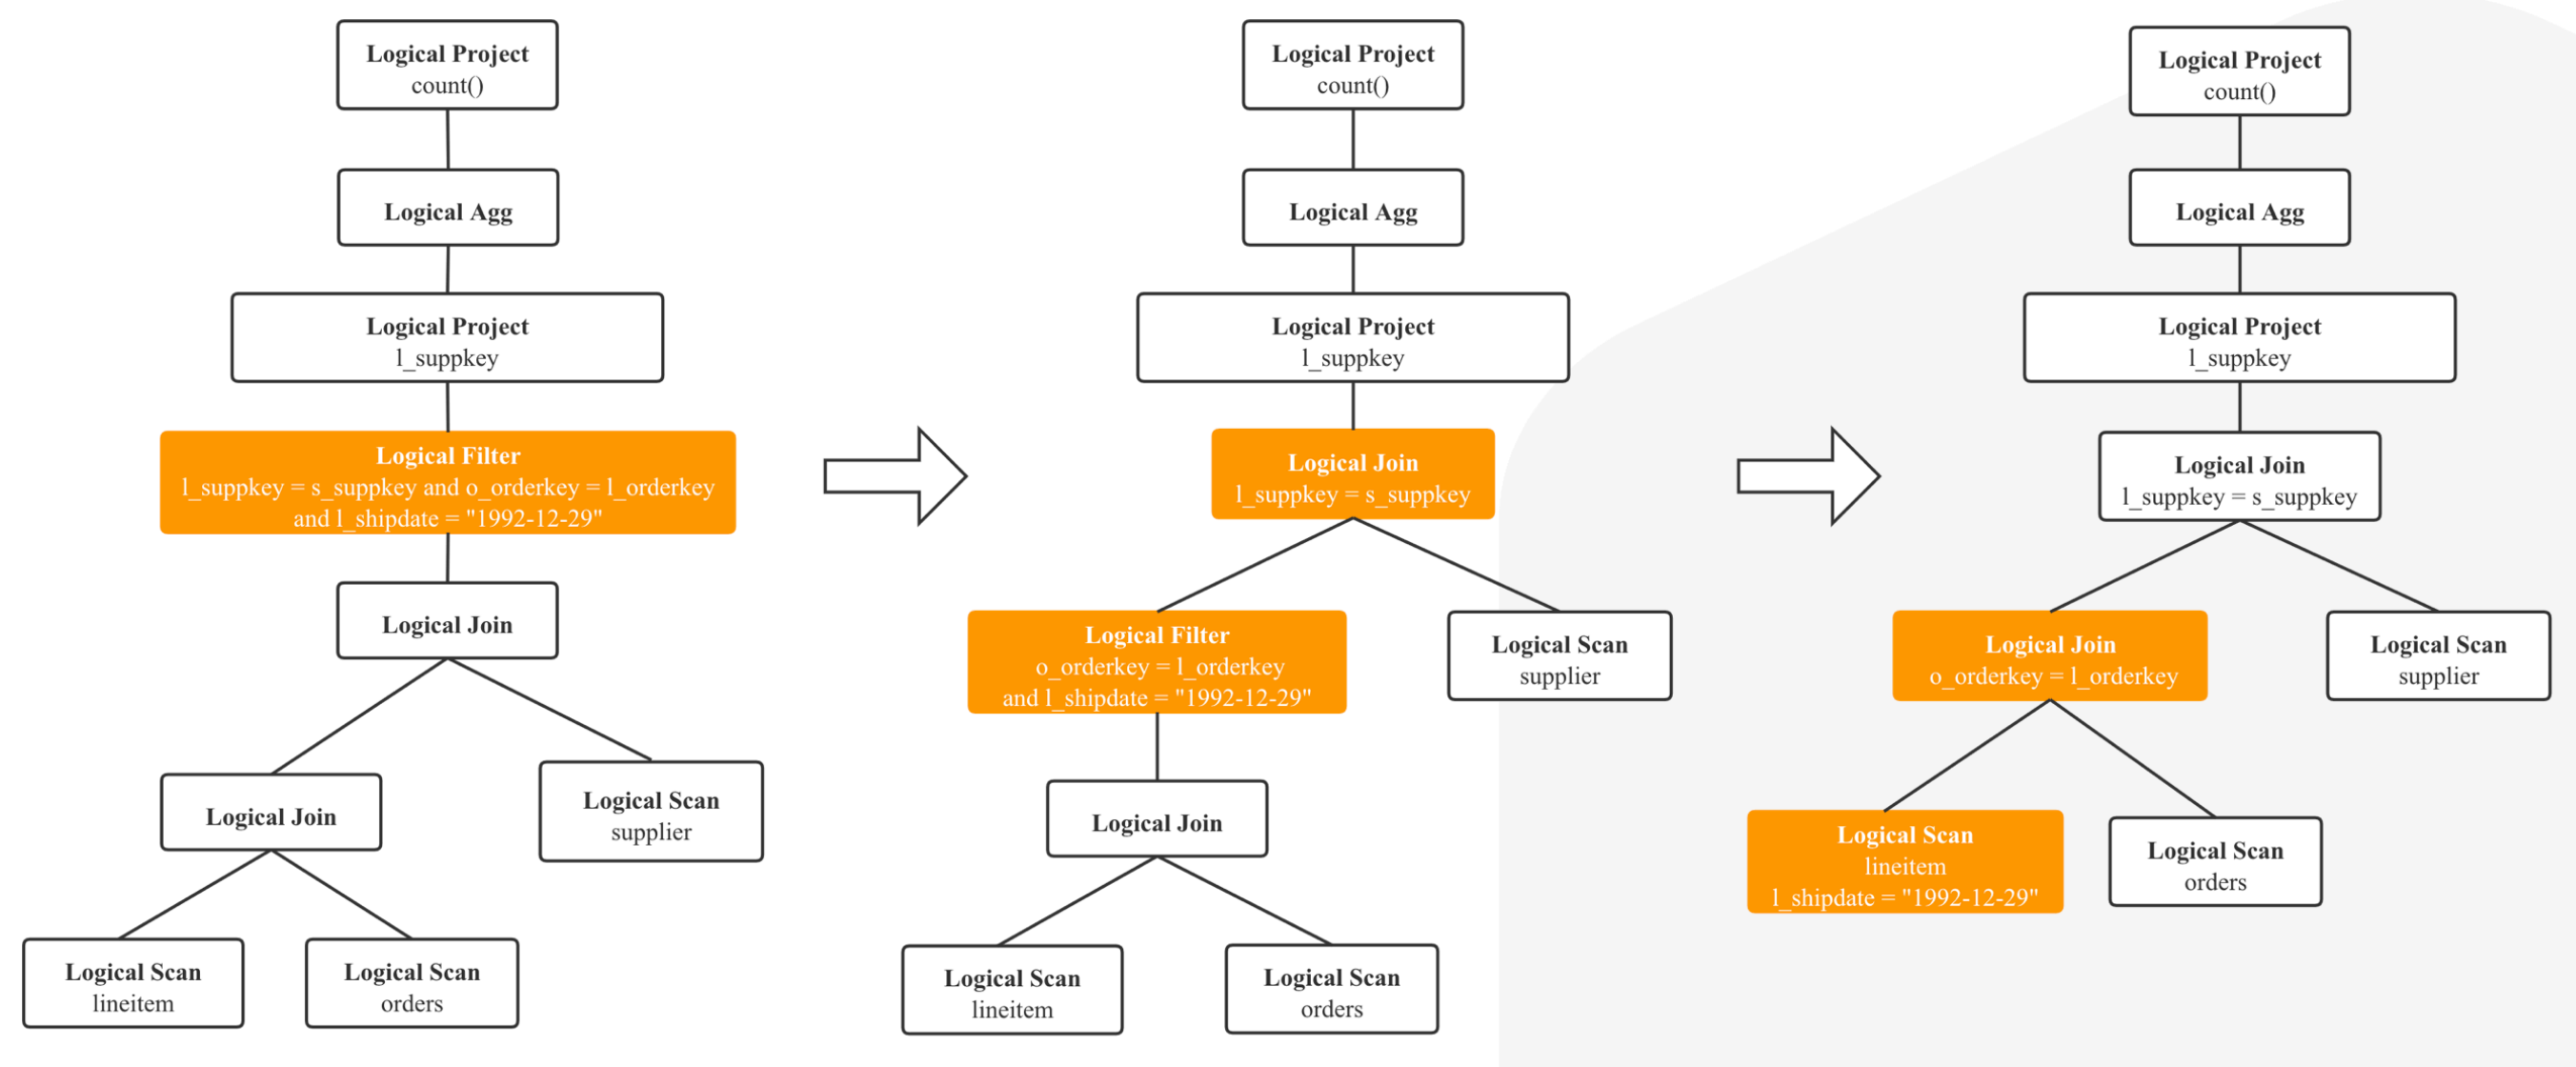 Logical Project
count()
Logical Agg
Logical Project
l_suppkey
Logical Filter
l_suppkey = s_suppkey and o_orderkey = l_orderkey
and l_shipdate = "1992-12-29"
Logical Join
Logical Join
Logical Scan
supplier
Logical Scan
lineitem
Logical Scan
orders
Logical Project
count()
Logical Agg
Logical Project
l_suppkey
Logical Join
l_suppkey = s_suppkey
Logical Filter
o_orderkey = l_orderkey
and l_shipdate = "1992-12-29"
Logical Scan
supplier
Logical Join
Logical Scan
lineitem
Logical Scan
orders
Logical Project
count()
Logical Agg
Logical Project
l_suppkey
Logical Join
l_suppkey = s_suppkey
Logical Join
o_orderkey = l_orderkey
Logical Scan
supplier
Logical Scan
lineitem
l_shipdate = "1992-12-29"
Logical Scan
orders